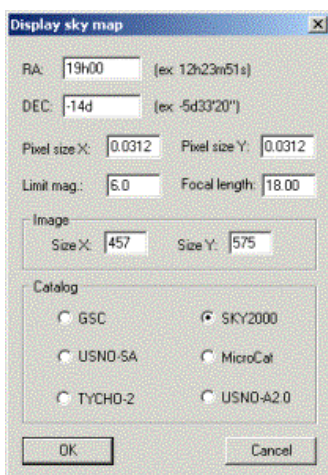 Display sky map
RA: 19h00 (ex: 12h23m51s)
DEC: -14d (ex -5d33'20")
Pixel size X: 0.0312 Pixel size Y: 0.0312
Limit mag.: 6.0 Focal length: 18.00
Image
Size X: 457 Size Y: 575
Catalog
GSC SKY2000
USNO-SA MicroCat
TYCHO-2 USNO-A2.0
OK Cancel